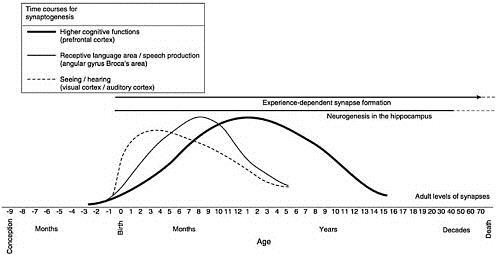 Time courses for
synaptogenesis
Higher cognitive functions
(prefrontal cortex)
Receptive language area / speech production
(angular gyrus Broca's area)
Seeing / hearing
(visual cortex / auditory cortex)
Experience-dependent synapse formation
Neurogenesis in the hippocampus
Adult levels of synapses
-9 -8 -7 -6 -5 -4 -3 -2 -1 0 1 2 3 4 5 6 7 8 9 10 11 12 1 2 3 4 5 6 7 8 9 10 11 12 13 14 15 16 17 18 19 20 30 40 50 60 70
Conception
Months
Birth
Months
Years
Decades
Death
Age